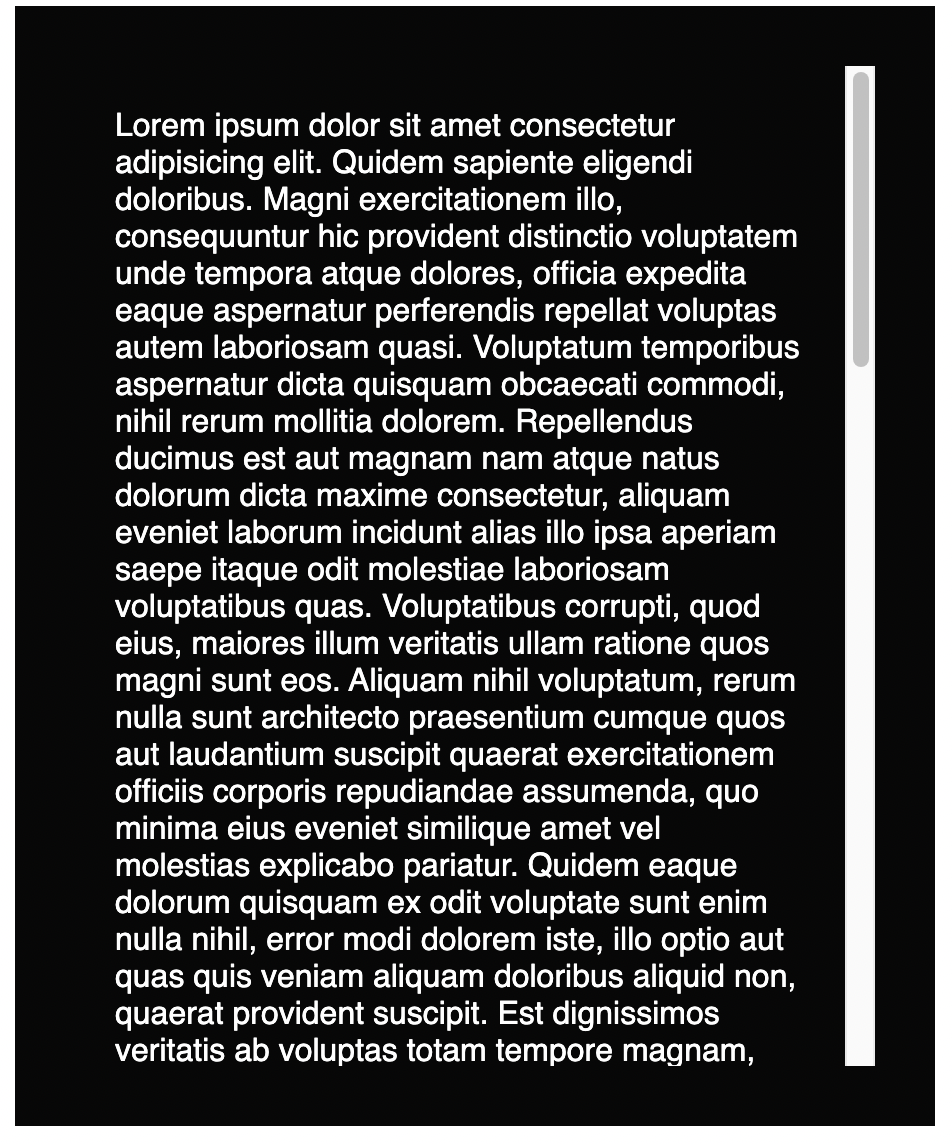 Lorem ipsum dolor sit amet consectetur
adipisicing elit. Quidem sapiente eligendi
doloribus. Magni exercitationem illo,
consequuntur hic provident distinctio voluptatem
unde tempora atque dolores, officia expedita
eaque aspernatur perferendis repellat voluptas
autem laboriosam quasi. Voluptatum temporibus
aspernatur dicta quisquam obcaecati commodi,
nihil rerum mollitia dolorem. Repellendus
ducimus est aut magnam nam atque natus
dolorum dicta maxime consectetur, aliquam
eveniet laborum incidunt alias illo ipsa aperiam
saepe itaque odit molestiae laboriosam
voluptatibus quas. Voluptatibus corrupti, quod
eius, maiores illum veritatis ullam ratione quos
magni sunt eos. Aliquam nihil voluptatum, rerum
nulla sunt architecto praesentium cumque quos
aut laudantium suscipit quaerat exercitationem
officiis corporis repudiandae assumenda, quo
minima eius eveniet similique amet vel
molestias explicabo pariatur. Quidem eaque
dolorum quisquam ex odit voluptate sunt enim
nulla nihil, error modi dolorem iste, illo optio aut
quas quis veniam aliquam doloribus aliquid non,
quaerat provident suscipit. Est dignissimos
veritatis ab voluptas totam tempore magnam,